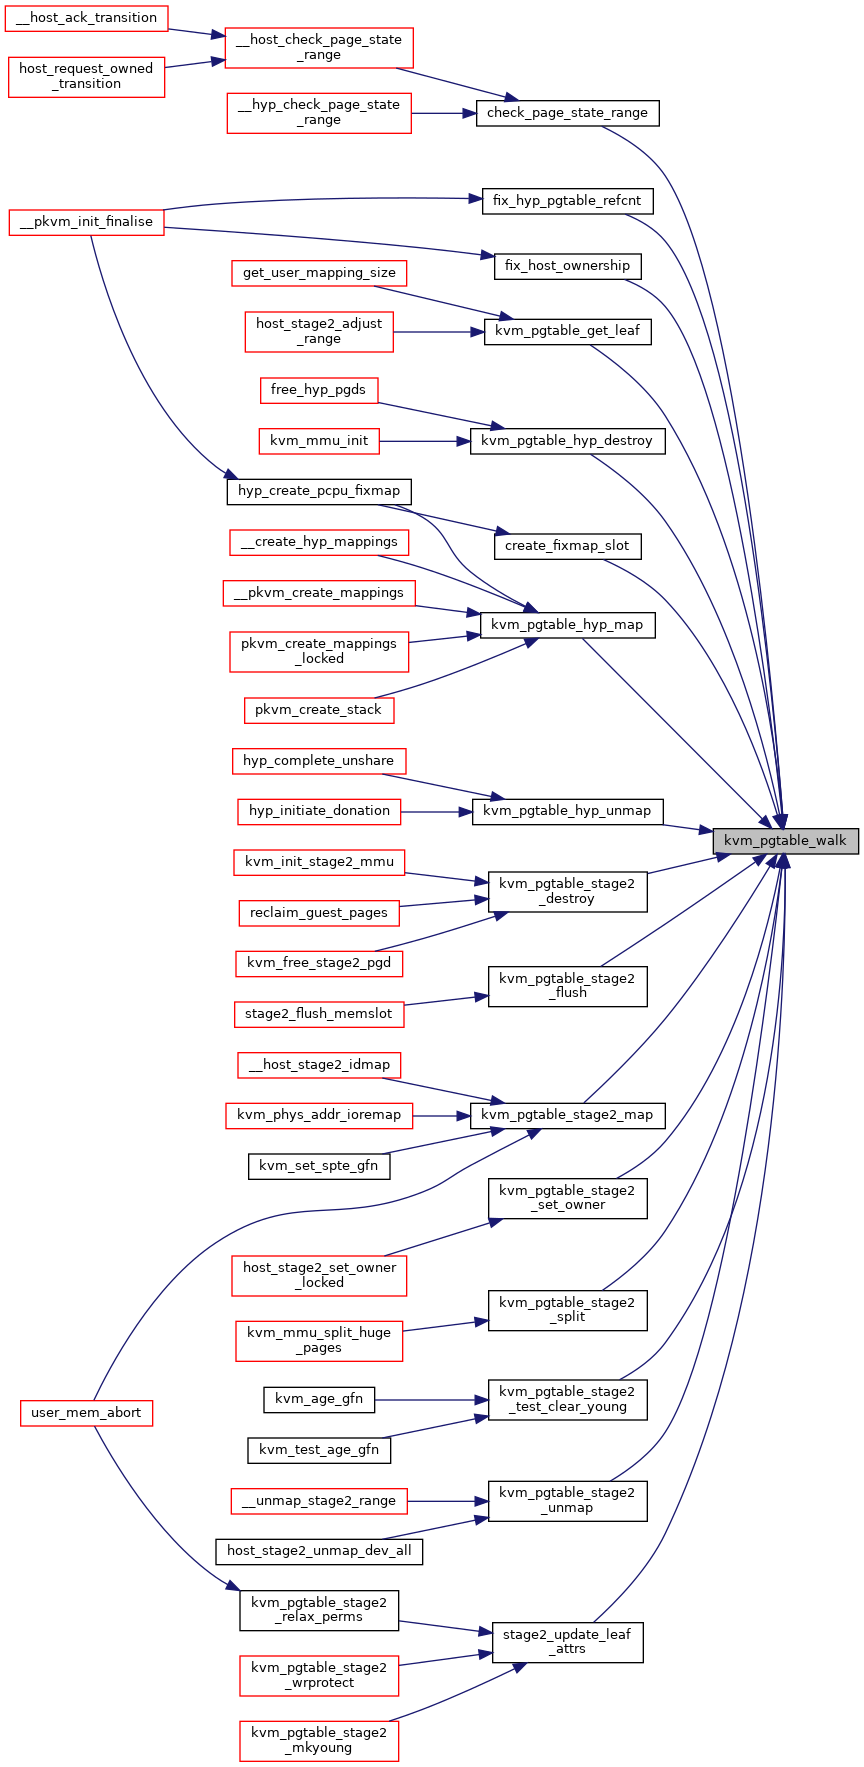 __host_ack_transition
__host_check_page_state
_range
host_request_owned
_transition
__hyp_check_page_state
_range
check_page_state_range
fix_hyp_pgtable_refcnt
__pkvm_init_finalise
fix_host_ownership
get_user_mapping_size
host_stage2_adjust
_range
kvm_pgtable_get_leaf
free_hyp_pgds
kvm_mmu_init
kvm_pgtable_hyp_destroy
hyp_create_pcpu_fixmap
__create_hyp_mappings
create_fixmap_slot
__pkvm_create_mappings
kvm_pgtable_hyp_map
pkvm_create_mappings
_locked
pkvm_create_stack
hyp_complete_unshare
hyp_initiate_donation
kvm_pgtable_hyp_unmap
kvm_pgtable_walk
kvm_init_stage2_mmu
kvm_pgtable_stage2
_destroy
reclaim_guest_pages
kvm_free_stage2_pgd
kvm_pgtable_stage2
_flush
stage2_flush_memslot
__host_stage2_idmap
kvm_phys_addr_ioremap
kvm_pgtable_stage2_map
kvm_set_spte_gfn
kvm_pgtable_stage2
_set_owner
host_stage2_set_owner
_locked
kvm_pgtable_stage2
_split
kvm_mmu_split_huge
_pages
kvm_age_gfn
kvm_pgtable_stage2
_test_clear_young
user_mem_abort
kvm_test_age_gfn
__unmap_stage2_range
kvm_pgtable_stage2
_unmap
host_stage2_unmap_dev_all
kvm_pgtable_stage2
_relax_perms
stage2_update_leaf
_attrs
kvm_pgtable_stage2
_wrprotect
kvm_pgtable_stage2
_mkyoung